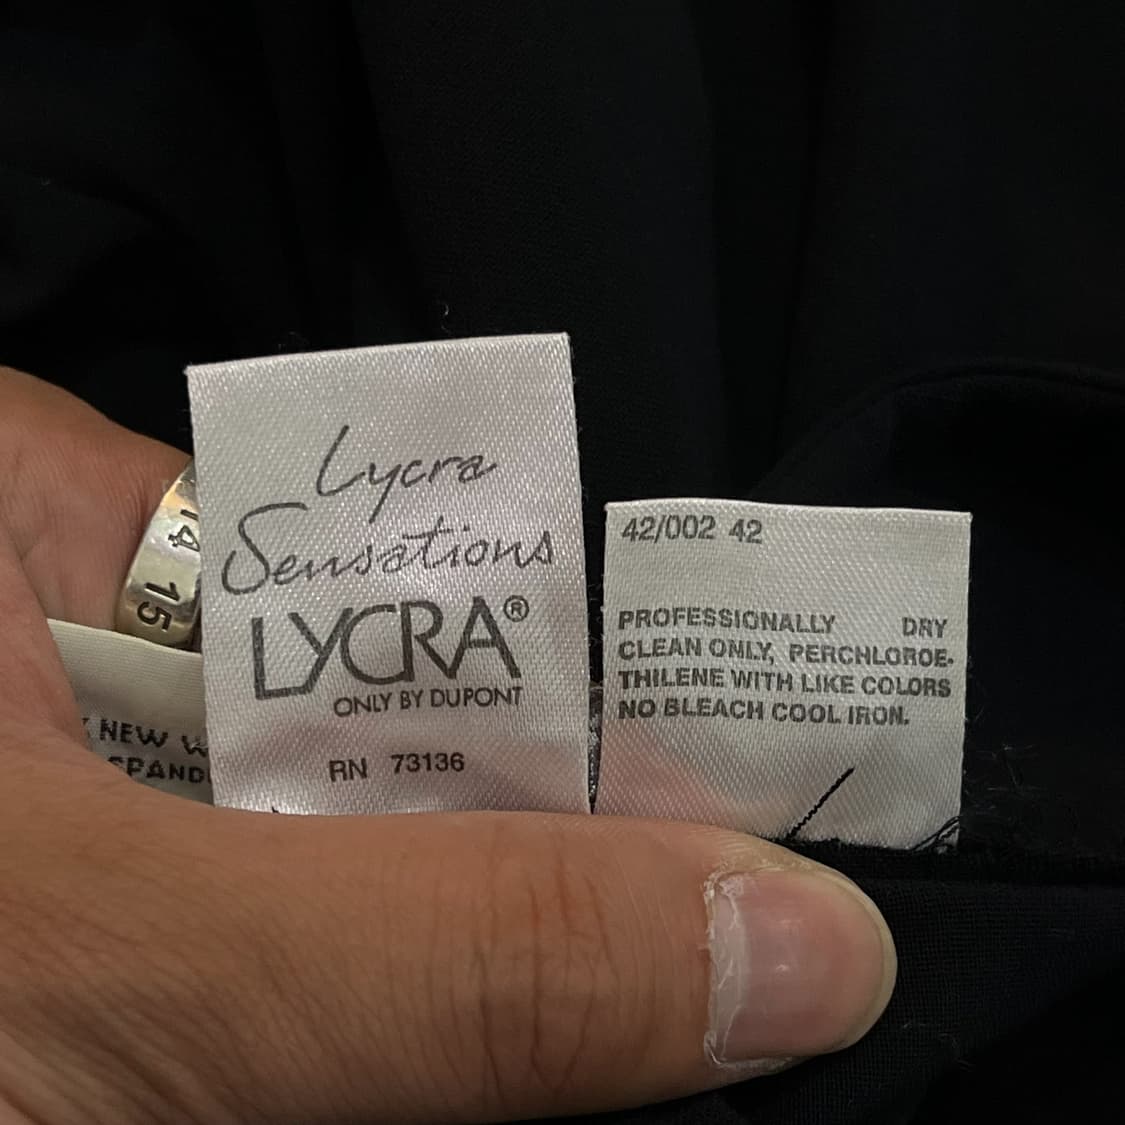 Lycra
Sensations
LYCRA®
ONLY BY DUPONT
RN 73136
42/002 42
PROFESSIONALLY DRY
CLEAN ONLY, PERCHLOROE-
THILENE WITH LIKE COLORS
NO BLEACH COOL IRON.
NEW
14
15